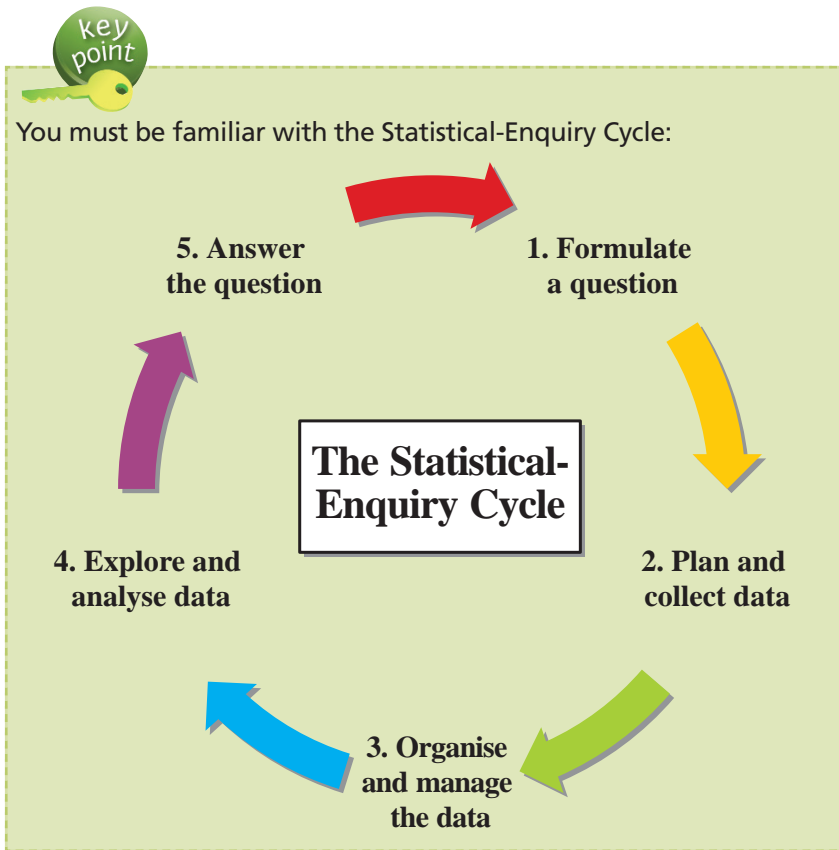 key
point
You must be familiar with the Statistical-Enquiry Cycle:
5. Answer
the question
1. Formulate
a question
The Statistical-
Enquiry Cycle
4. Explore and
analyse data
2. Plan and
collect data
3. Organise
and manage
the data